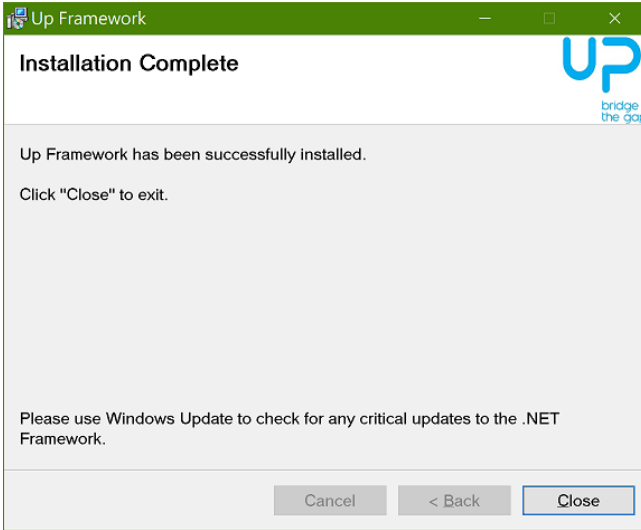 Up Framework
Installation Complete
UP
bridge
the gap
Up Framework has been successfully installed.
Click "Close" to exit.
Please use Windows Update to check for any critical updates to the .NET
Framework.
Cancel
< Back
Close